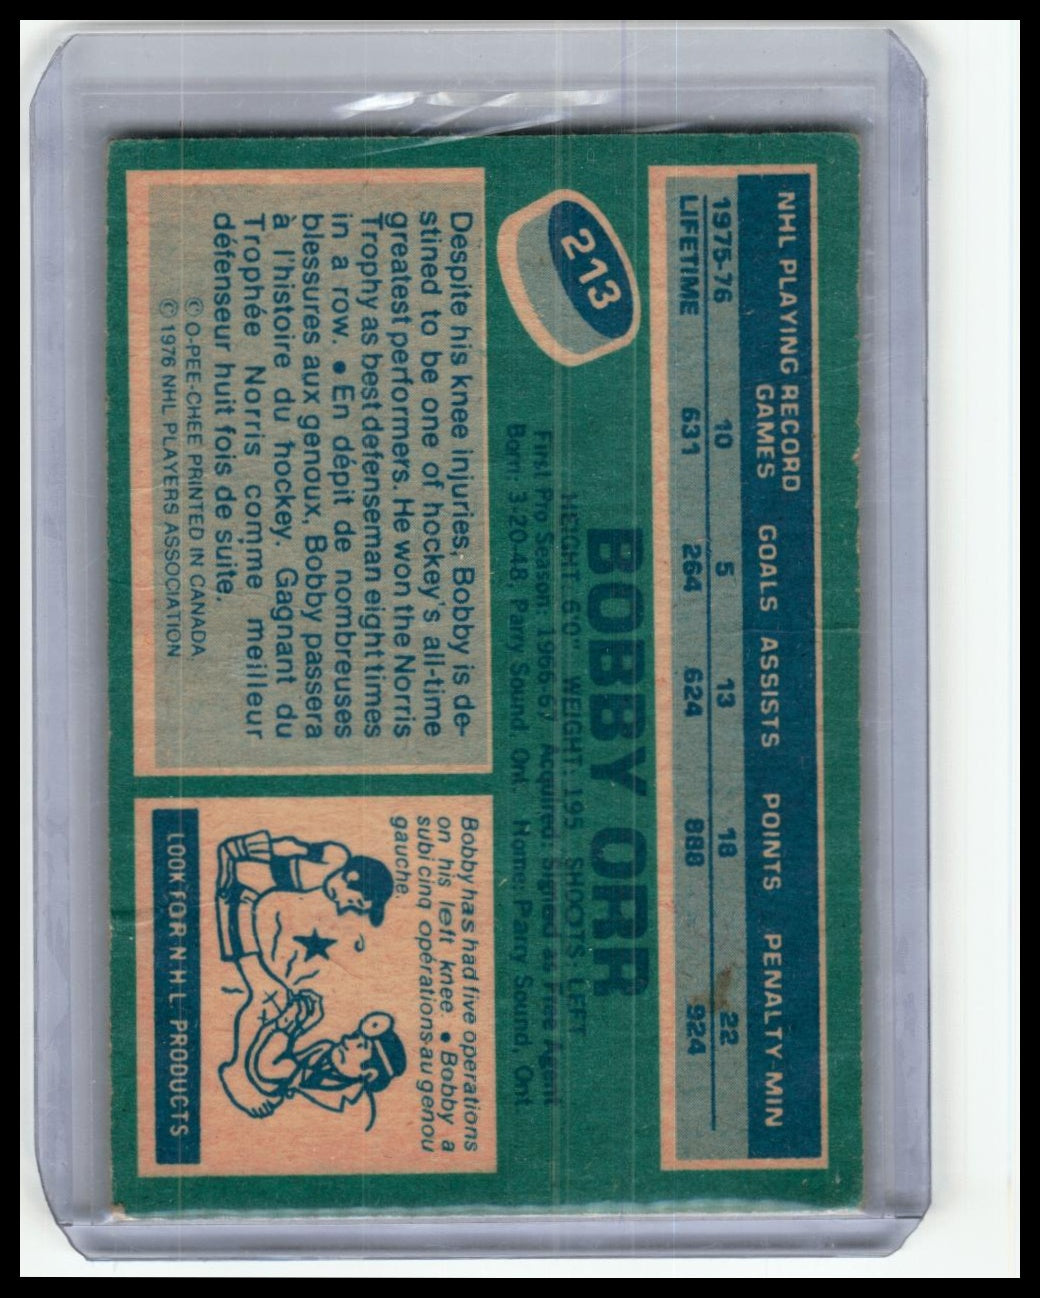 NHL PLAYING RECORD
GAMES GOALS ASSISTS POINTS PENALTY MIN
1975-76 10 5 13 18 22
LIFETIME 631 264 624 888 924
213
BOBBY ORR
HEIGHT 6'0" WEIGHT: 195 SHOOTS LEFT
First Pro Season: 1966-67 Acquired: Signed as Free Agent
Born: 3-20-48, Parry Sound, Ont. Home: Parry Sound, Ont.
Despite his knee injuries, Bobby is de-
stined to be one of hockey's all-time
greatest performers. He won the Norris
Trophy as best defenseman eight times
in a row. • En dépit de nombreuses
blessures aux genoux, Bobby passera
à l'histoire du hockey. Gagnant du
Trophée Norris comme meilleur
défenseur huit fois de suite.
© O-PEE-CHEE PRINTED IN CANADA.
© 1976 NHL PLAYERS ASSOCIATION
Bobby has had five operations
on his left knee. • Bobby a
subi cinq opérations au genou
gauche.
LOOK FOR N H L PRODUCTS